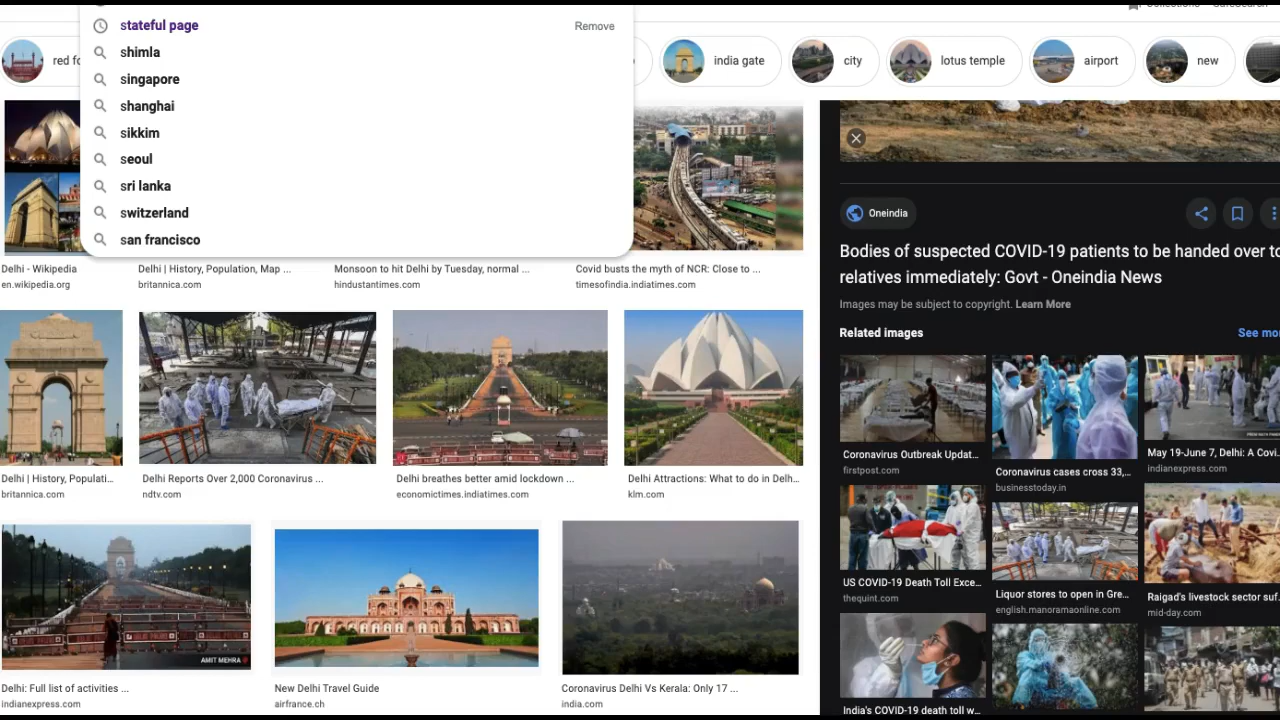 Collections SafeSearch
stateful page Remove
shimla
singapore
shanghai
sikkim
seoul
sri lanka
switzerland
san francisco
red fo
india gate
city
lotus temple
airport
new
Delhi - Wikipedia
en.wikipedia.org
Delhi | History, Population, Map ...
britannica.com
Monsoon to hit Delhi by Tuesday, normal ...
hindustantimes.com
Covid busts the myth of NCR: Close to ...
timesofindia.indiatimes.com
Delhi | History, Populati...
britannica.com
Delhi Reports Over 2,000 Coronavirus ...
ndtv.com
Delhi breathes better amid lockdown ...
economictimes.indiatimes.com
Delhi Attractions: What to do in Delh...
klm.com
AMIT MEHRA
Delhi: Full list of activities ...
indianexpress.com
New Delhi Travel Guide
airfrance.ch
Coronavirus Delhi Vs Kerala: Only 17 ...
india.com
Oneindia
Bodies of suspected COVID-19 patients to be handed over to
relatives immediately: Govt - Oneindia News
Images may be subject to copyright. Learn More
Related images See mor
Coronavirus Outbreak Updat...
firstpost.com
Coronavirus cases cross 33,...
businesstoday.in
May 19-June 7, Delhi: A Covi...
indianexpress.com
US COVID-19 Death Toll Exce...
thequint.com
Liquor stores to open in Gre...
english.manoramaonline.com
Raigad's livestock sector suf...
mid-day.com
India's COVID-19 death toll w...